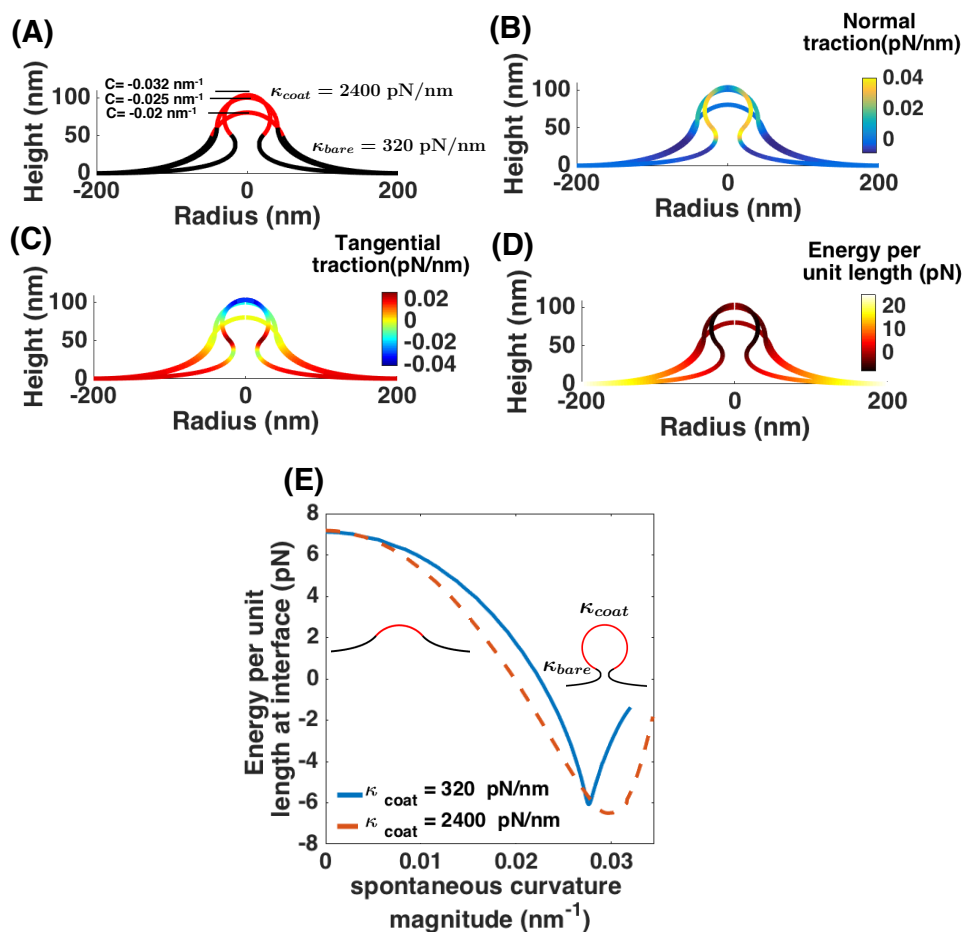 (A)
C= -0.032 nm⁻¹
C= -0.025 nm⁻¹
C= -0.02 nm⁻¹
κcoat = 2400 pN/nm
κbare = 320 pN/nm
Height (nm)
100
50
0
-200
0
200
Radius (nm)
(B)
Normal
traction(pN/nm)
0.04
0.02
0
Height (nm)
100
50
0
-200
0
200
Radius (nm)
(C)
Tangential
traction(pN/nm)
0.02
0
-0.02
-0.04
Height (nm)
100
50
0
-200
0
200
Radius (nm)
(D)
Energy per
unit length (pN)
20
10
0
Height (nm)
100
50
0
-200
0
200
Radius (nm)
(E)
Energy per unit
length at interface (pN)
8
6
4
2
0
-2
-4
-6
-8
κcoat
κbare
κ coat = 320 pN/nm
κ coat = 2400 pN/nm
0
0.01
0.02
0.03
spontaneous curvature
magnitude (nm⁻¹)